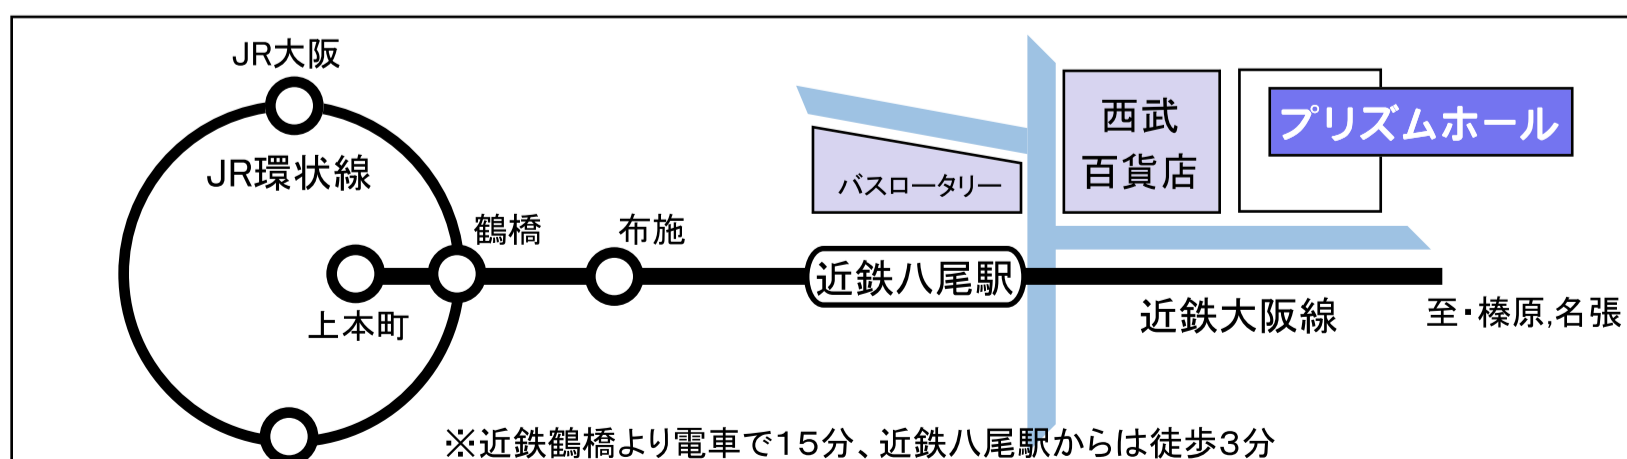 JR大阪
JR環状線
鶴橋
布施
上本町
バスロータリー
西武
百貨店
プリズムホール
近鉄八尾駅
近鉄大阪線
至・榛原,名張
※近鉄鶴橋より電車で15分、近鉄八尾駅からは徒歩3分